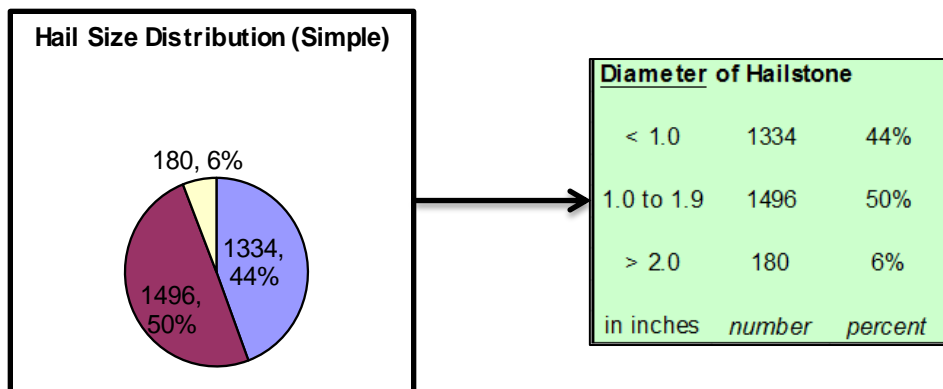 Hail Size Distribution (Simple)
180, 6%
1334,
44%
1496,
50%
Diameter of Hailstone
< 1.0 1334 44%
1.0 to 1.9 1496 50%
> 2.0 180 6%
in inches number percent